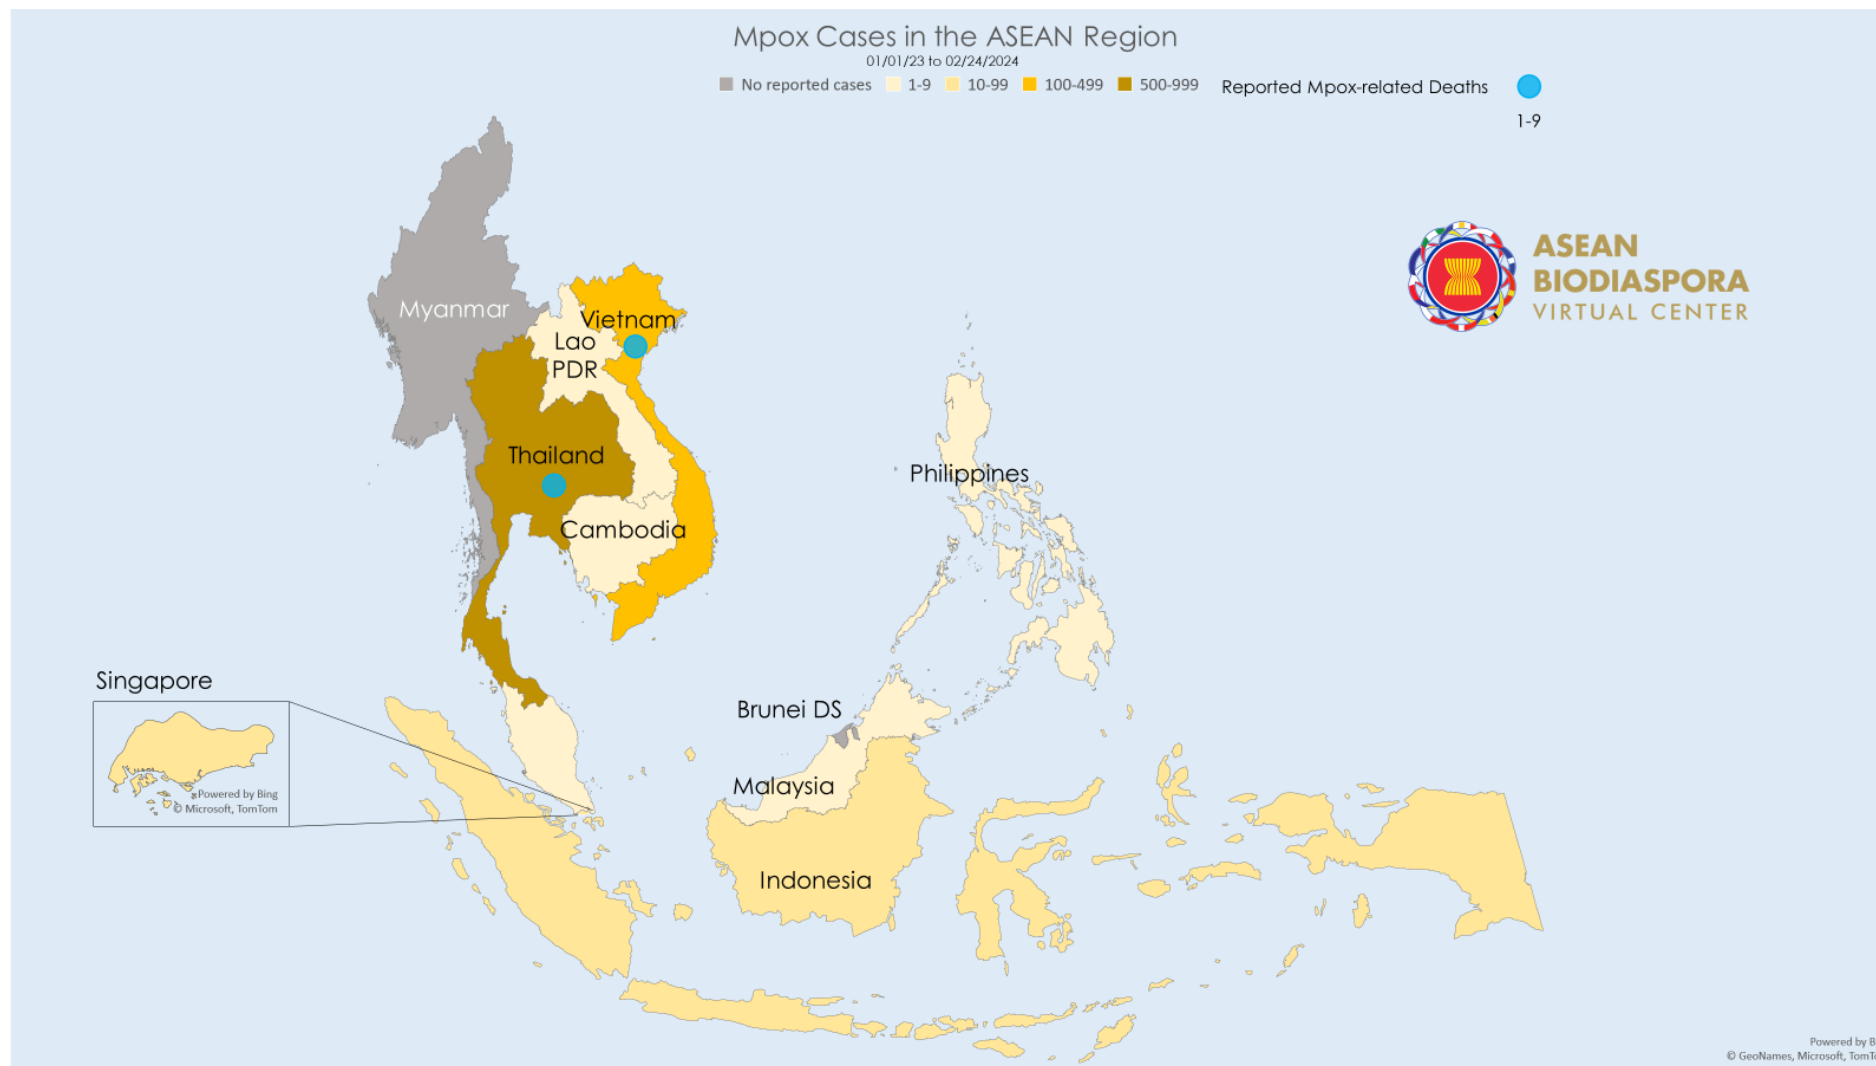 Mpox Cases in the ASEAN Region
01/01/23 to 02/24/2024
No reported cases 1-9 10-99 100-499 500-999 Reported Mpox-related Deaths
1-9
ASEAN
BIODIASPORA
VIRTUAL CENTER
Myanmar
Vietnam
Lao
PDR
Thailand
Philippines
Cambodia
Singapore
Brunei DS
Malaysia
Powered by Bing
© Microsoft, TomTom
Indonesia
Powered by B
© GeoNames, Microsoft, TomT